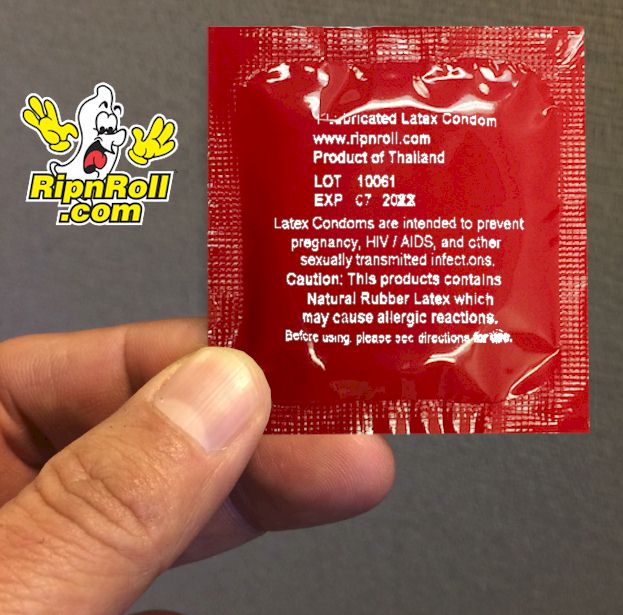 RipnRoll
.com
Lubricated Latex Condom
www.ripnroll.com
Product of Thailand
LOT 10061
EXP 07
Latex Condoms are intended to prevent
pregnancy, HIV / AIDS, and other
sexually transmitted infections.
Caution: This products contains
Natural Rubber Latex which
may cause allergic reactions.
Before using, please see directions for use.